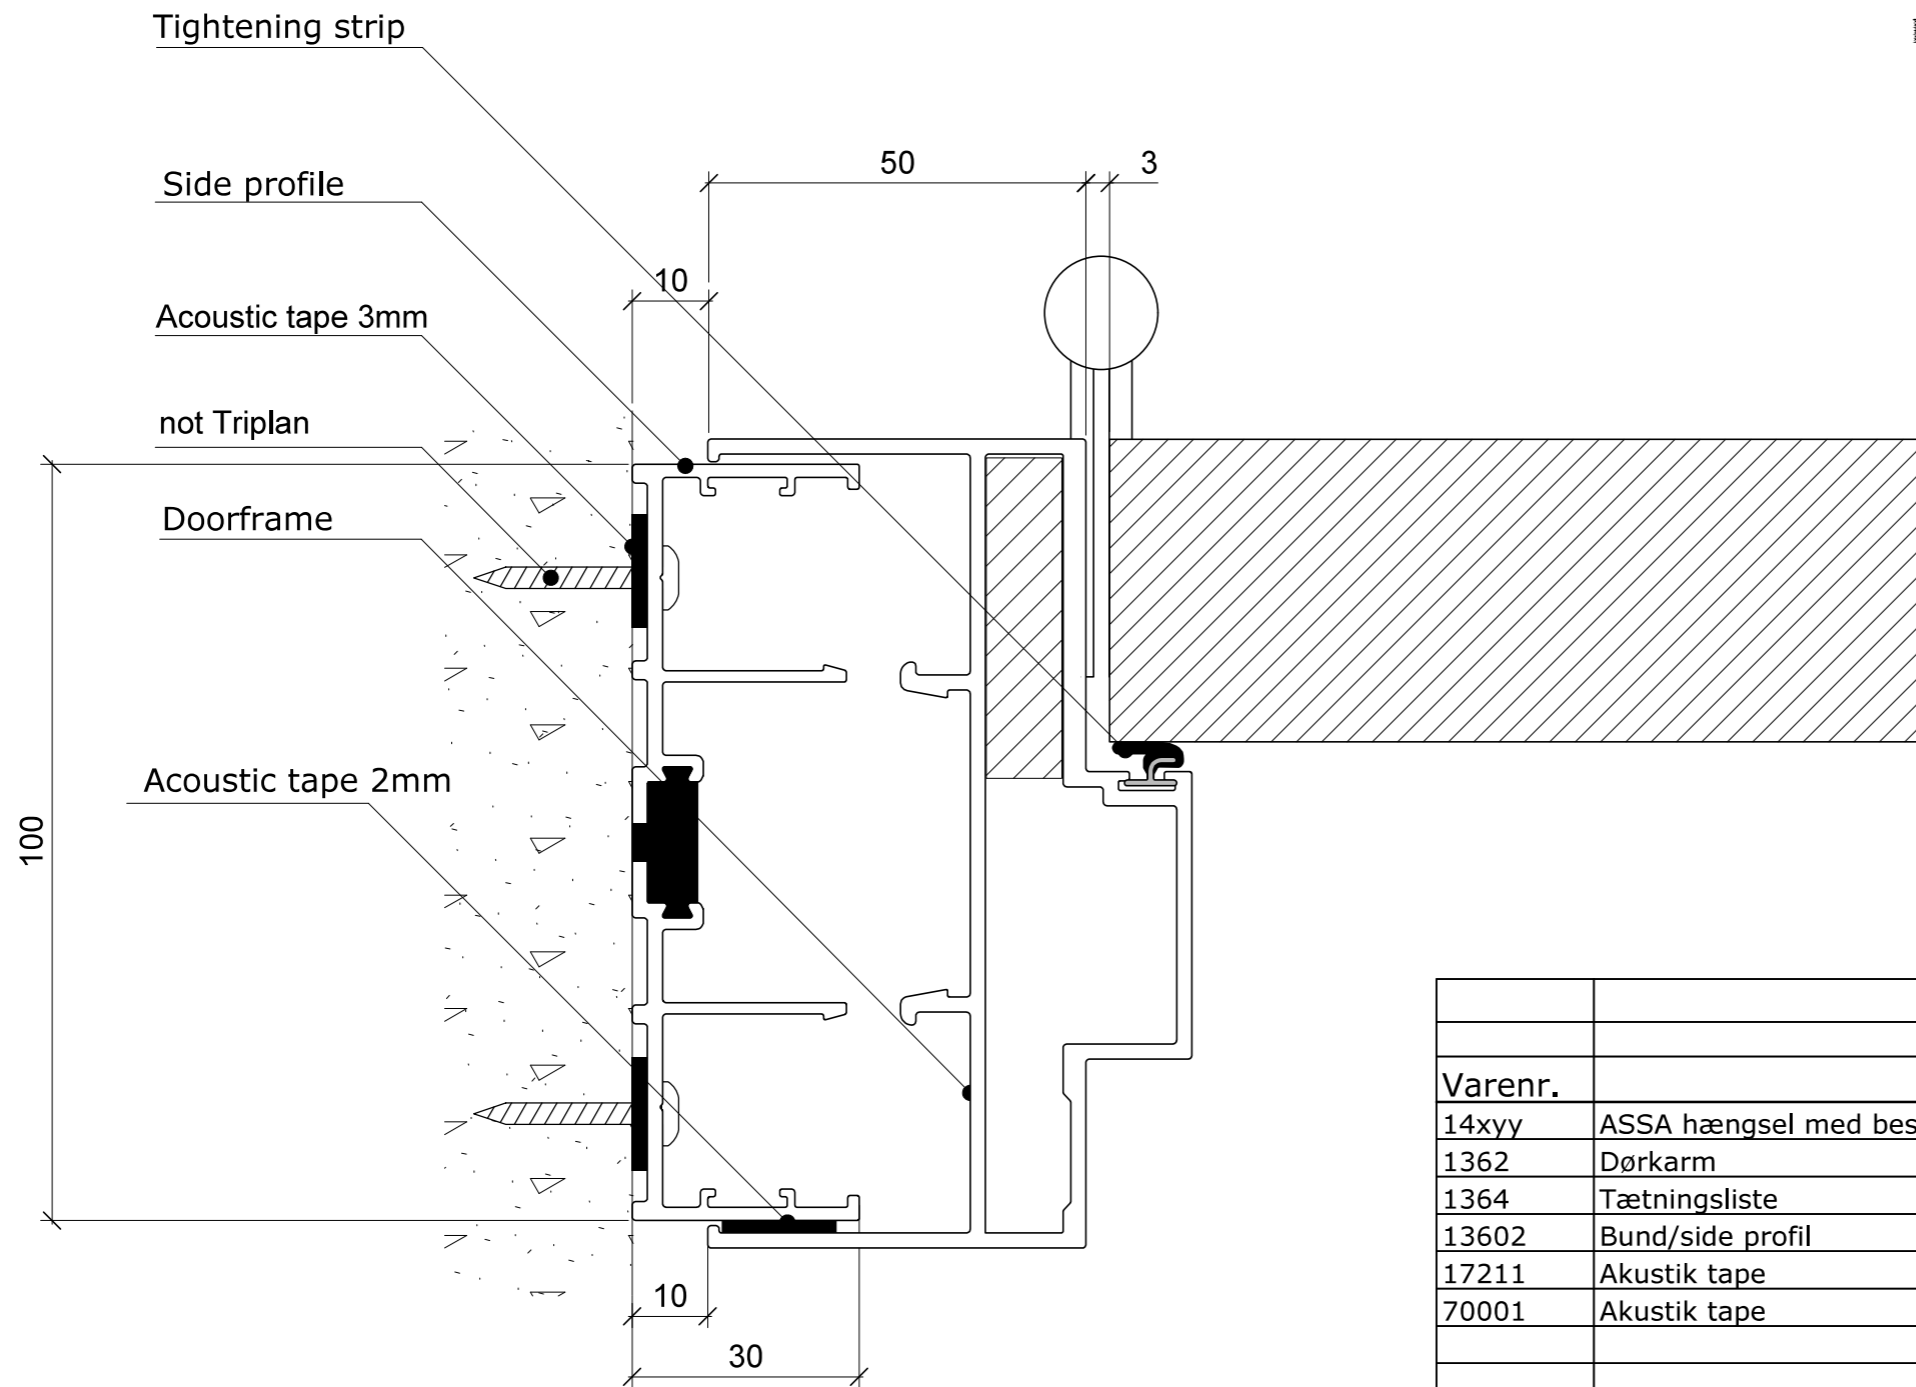 Tightening strip
Side profile
50
3
10
Acoustic tape 3mm
not Triplan
Doorframe
Acoustic tape 2mm
100
10
30
Varenr.
14xyy ASSA hængsel med bes
1362 Dørkarm
1364 Tætningsliste
13602 Bund/side profil
17211 Akustik tape
70001 Akustik tape